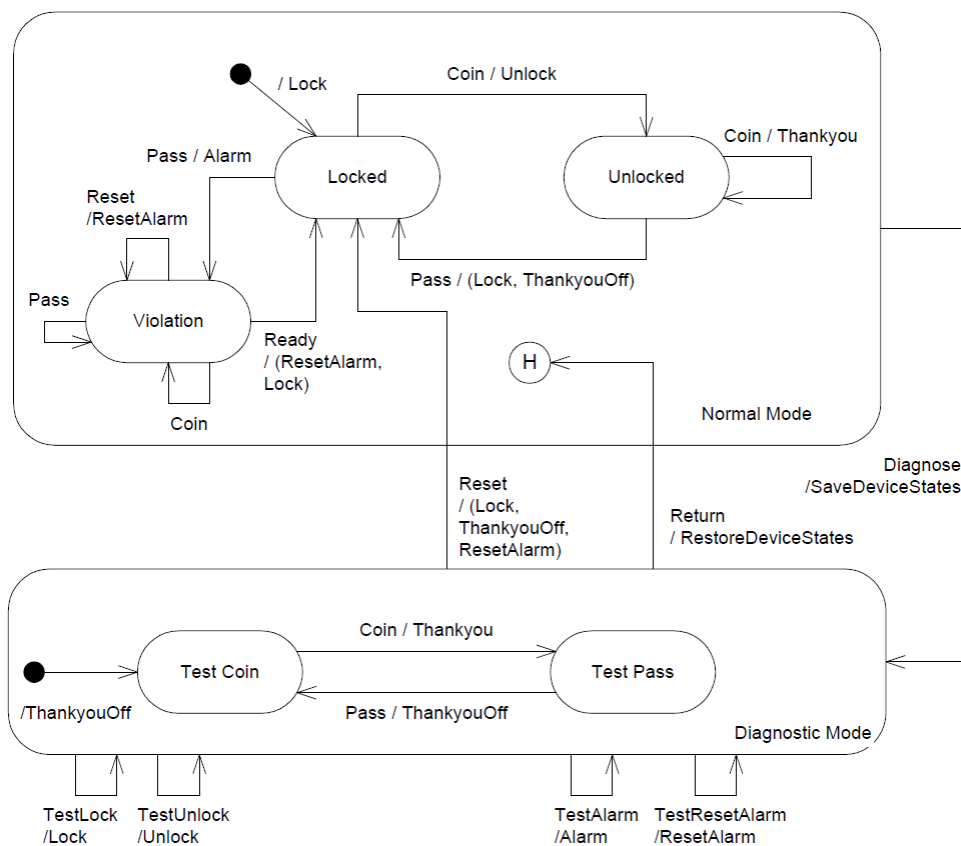 / Lock
Coin / Unlock
Coin / Thankyou
Pass / Alarm
Locked
Unlocked
Reset
/ResetAlarm
Pass / (Lock, ThankyouOff)
Pass
Violation
Ready
/ (ResetAlarm,
Lock)
H
Coin
Normal Mode
Diagnose
/SaveDeviceStates
Reset
/ (Lock,
ThankyouOff,
ResetAlarm)
Return
/ RestoreDeviceStates
Coin / Thankyou
Test Coin
Test Pass
/ThankyouOff
Pass / ThankyouOff
Diagnostic Mode
TestLock
/Lock
TestUnlock
/Unlock
TestAlarm
/Alarm
TestResetAlarm
/ResetAlarm